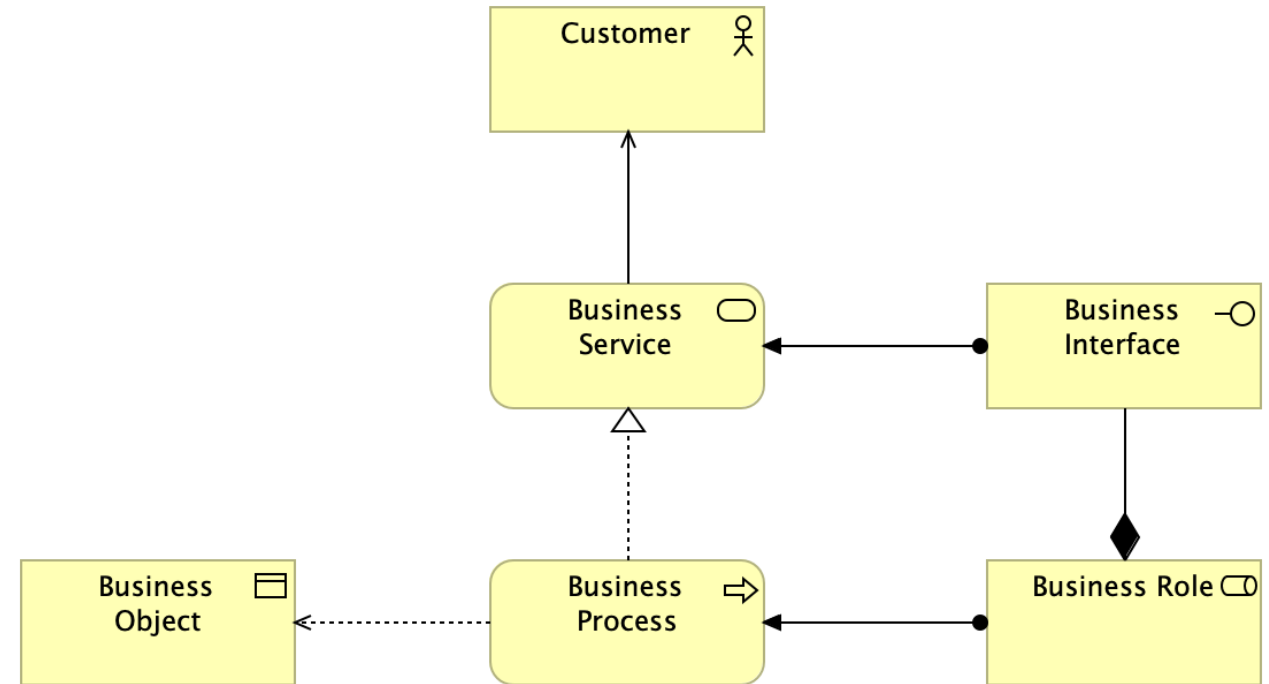 Customer
Business
Service
Business
Interface
Business
Object
Business
Process
Business Role